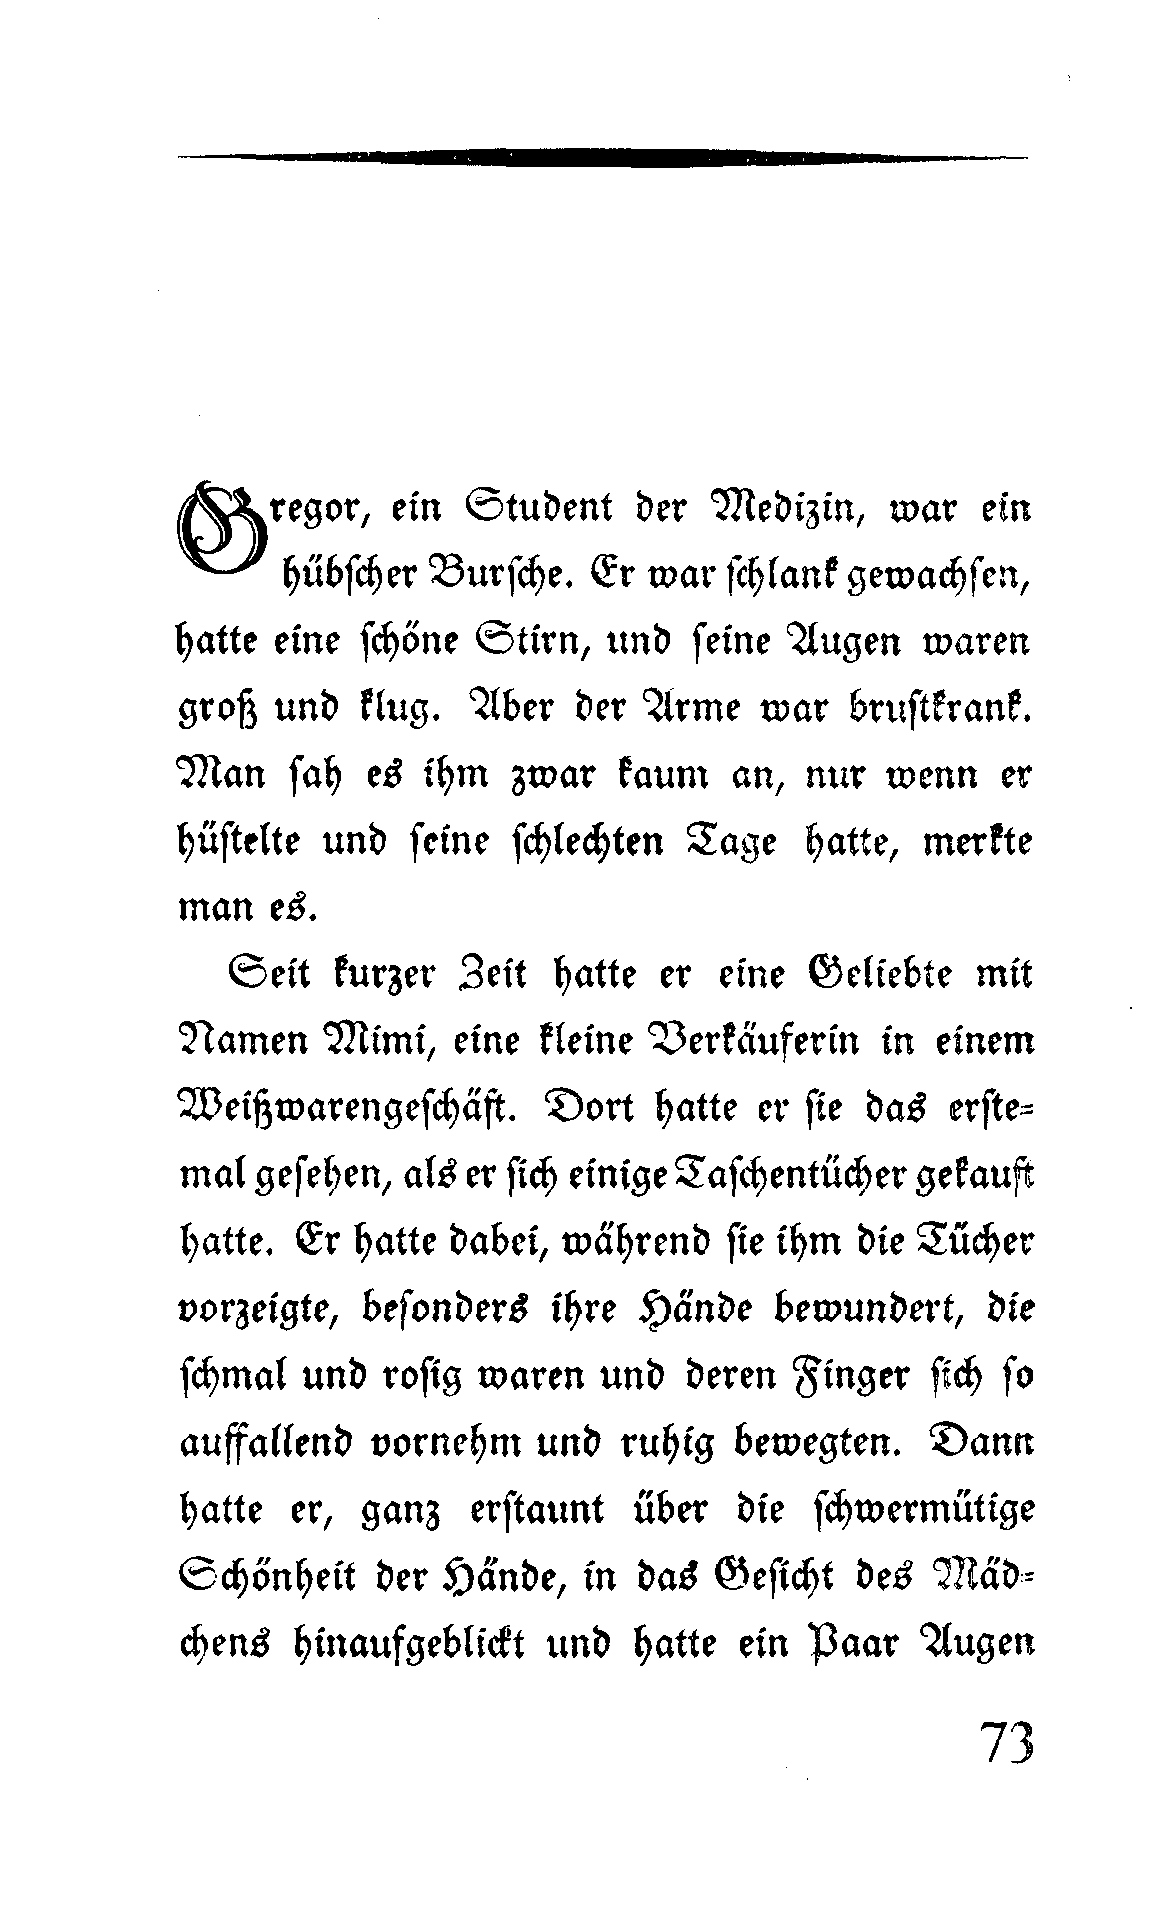 Gregor, ein Student der Medizin, war ein
hübſcher Burſche. Er war ſchlank gewachſen,
hatte eine ſchöne Stirn, und ſeine Augen waren
groß und klug. Aber der Arme war bruſtkrank.
Man ſah es ihm zwar kaum an, nur wenn er
hüſtelte und ſeine ſchlechten Tage hatte, merkte
man es.
Seit kurzer Zeit hatte er eine Geliebte mit
Namen Mimi, eine kleine Verkäuferin in einem
Weißwarengeſchäft. Dort hatte er ſie das erſte-
mal geſehen, als er ſich einige Taſchentücher gekauft
hatte. Er hatte dabei, während ſie ihm die Tücher
vorzeigte, beſonders ihre Hände bewundert, die
ſchmal und roſig waren und deren Finger ſich ſo
auffallend vornehm und ruhig bewegten. Dann
hatte er, ganz erſtaunt über die ſchwermütige
Schönheit der Hände, in das Geſicht des Mäd-
chens hinaufgeblickt und hatte ein Paar Augen
73